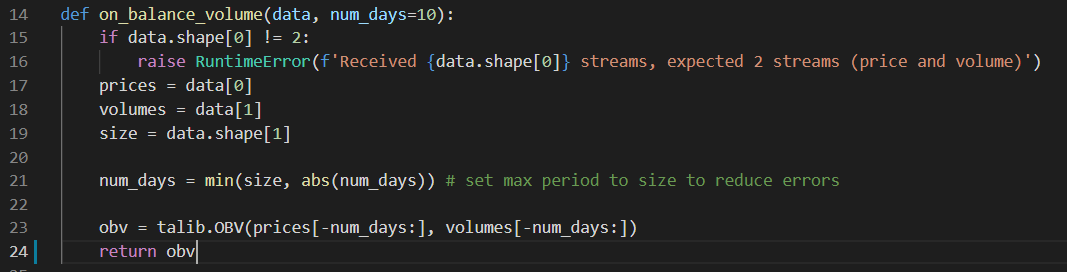 14 def on_balance_volume(data, num_days=10):
15     if data.shape[0] != 2:
16         raise RuntimeError(f'Received {data.shape[0]} streams, expected 2 streams (price and volume)')
17     prices = data[0]
18     volumes = data[1]
19     size = data.shape[1]
20
21     num_days = min(size, abs(num_days)) # set max period to size to reduce errors
22
23     obv = talib.OBV(prices[-num_days:], volumes[-num_days:])
24     return obv